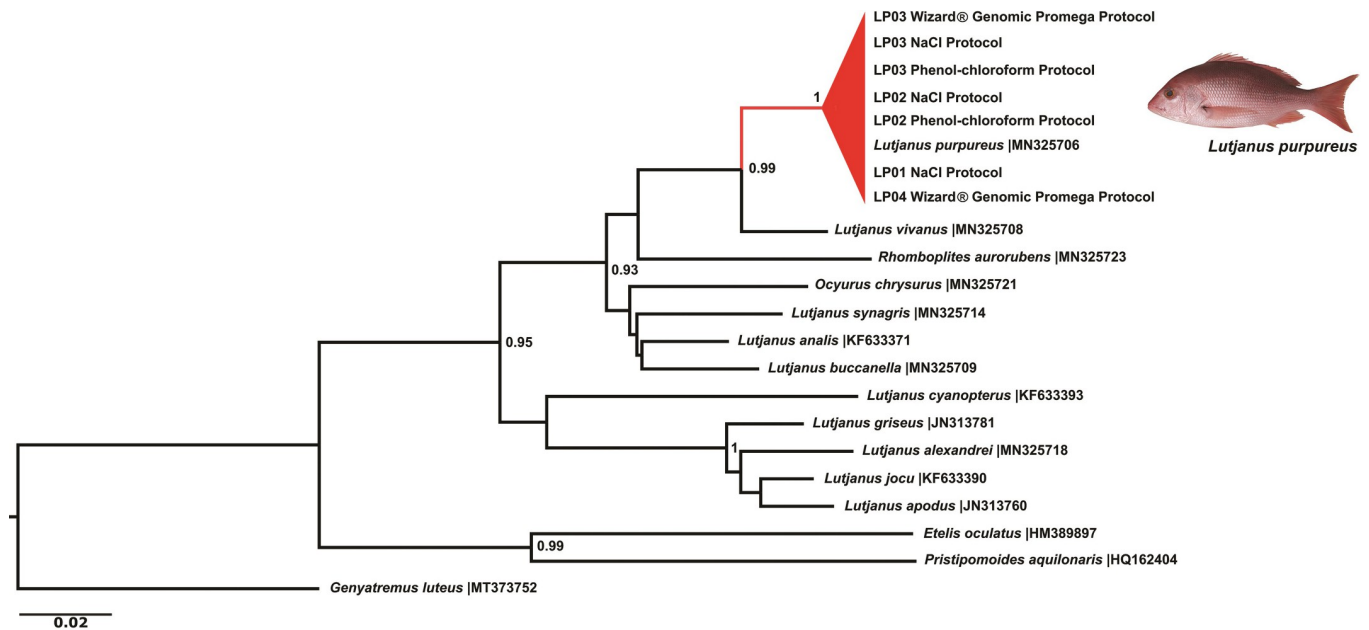 LP03 Wizard® Genomic Promega Protocol
LP03 NaCl Protocol
LP03 Phenol-chloroform Protocol
1
LP02 NaCl Protocol
LP02 Phenol-chloroform Protocol
Lutjanus purpureus |MN325706
Lutjanus purpureus
0.99
LP01 NaCl Protocol
LP04 Wizard® Genomic Promega Protocol
Lutjanus vivanus |MN325708
Rhomboplites aurorubens |MN325723
0.93
Ocyurus chrysurus |MN325721
Lutjanus synagris |MN325714
0.95
Lutjanus analis |KF633371
Lutjanus buccanella |MN325709
Lutjanus cyanopterus |KF633393
Lutjanus griseus |JN313781
1
Lutjanus alexandrei |MN325718
Lutjanus jocu |KF633390
Lutjanus apodus |JN313760
Etelis oculatus |HM389897
0.99
Pristipomoides aquilonaris |HQ162404
Genyatremus luteus |MT373752
0.02